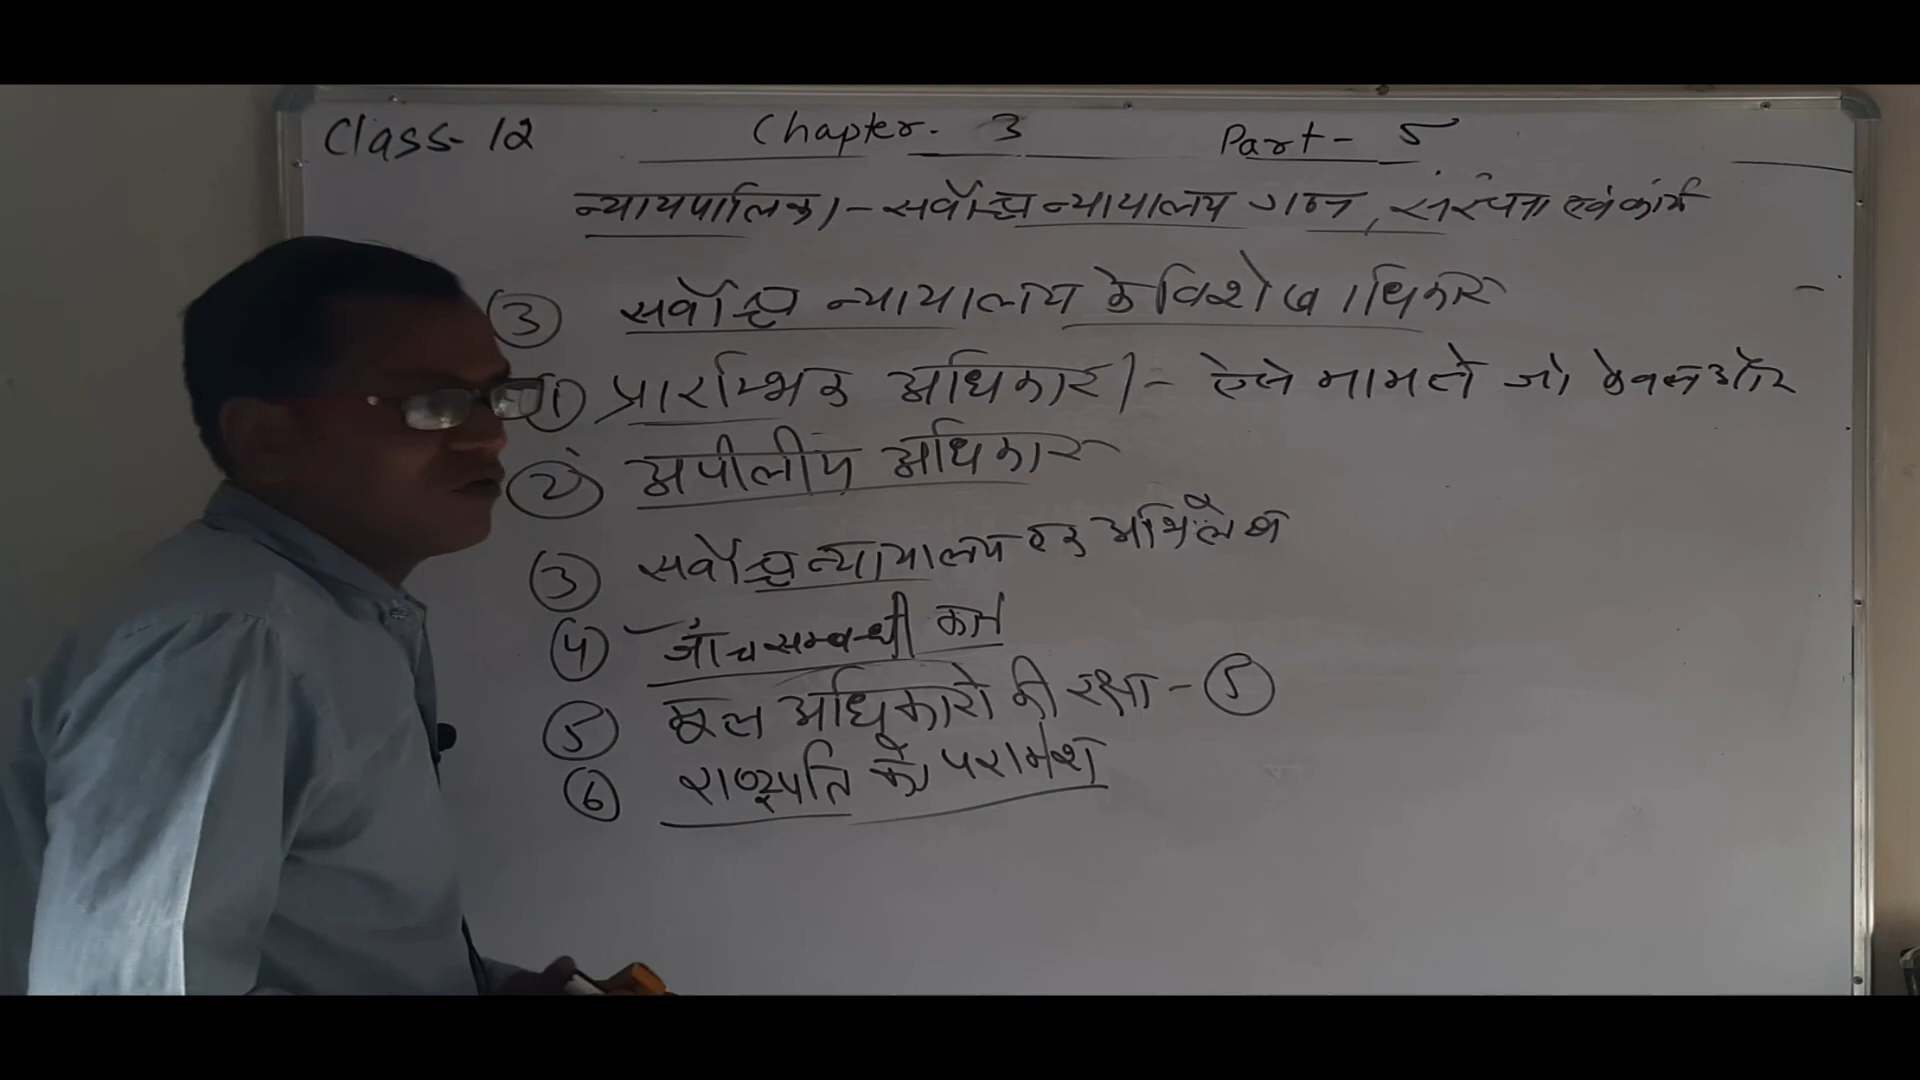 Class- 12 Chapter. 3 Part- 5
न्यायपालिका - सर्वोच्च न्यायालय गठन, संरचना एवं कार्य
③ सर्वोच्च न्यायालय के विशेषाधिकार
① प्रारम्भिक अधिकार - ऐसे मामले जो केवल और
② अपीलीय अधिकार
③ सर्वोच्च न्यायालय एक अभिलेख
④ जाँच सम्बन्धी कार्य
⑤ मूल अधिकारो की रक्षा - ⑤
⑥ राष्ट्रपति को परामर्श